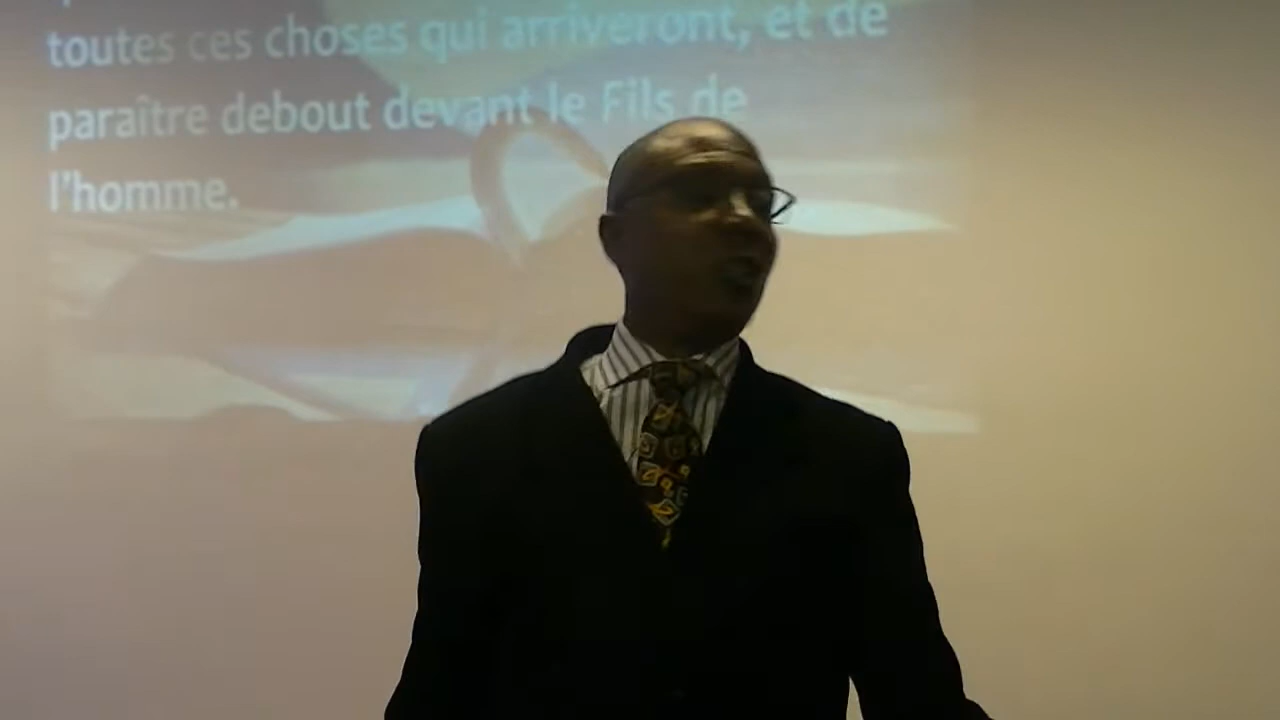 toutes ces choses qui arriveront, et de
paraître debout devant le Fils de
l'homme.